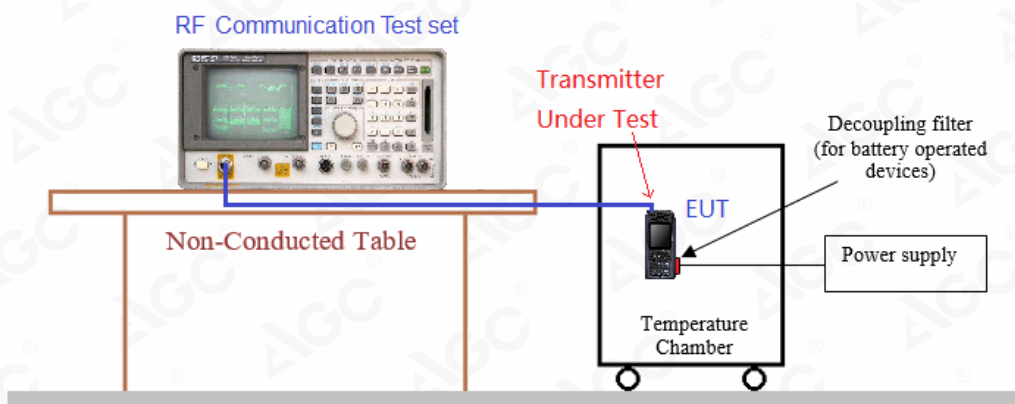 RF Communication Test set
Transmitter
Under Test
Decoupling filter
(for battery operated
devices)
EUT
Non-Conducted Table
Power supply
Temperature
Chamber
AGC